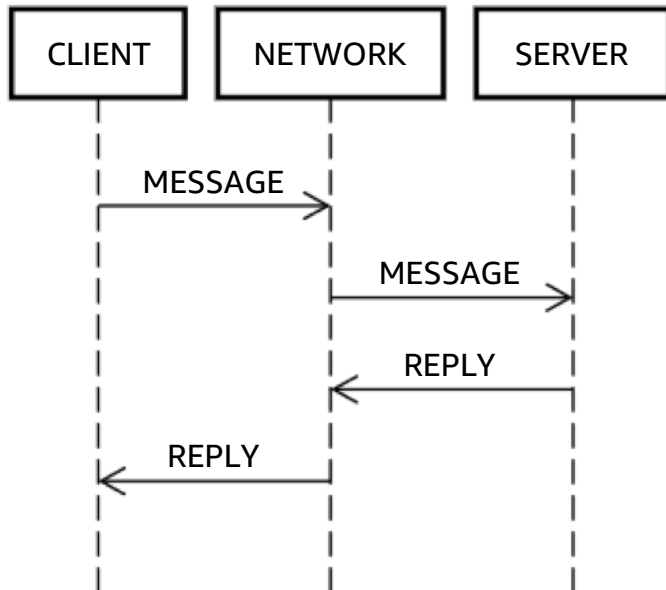 CLIENT NETWORK SERVER
MESSAGE
MESSAGE
REPLY
REPLY